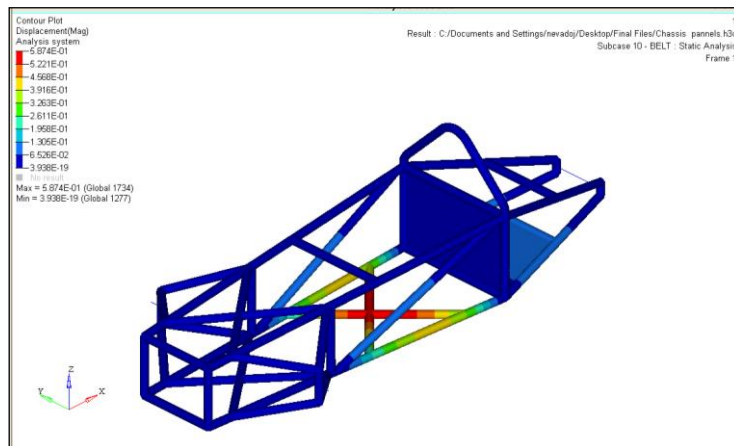 Contour Plot
Displacement(Mag)
Analysis system
5.874E-01
5.221E-01
4.568E-01
3.916E-01
3.263E-01
2.611E-01
1.958E-01
1.305E-01
6.526E-02
3.938E-19
No result
Max = 5.874E-01 (Global 1734)
Min = 3.938E-19 (Global 1277)
Result : C:/Documents and Settings/nevadoj/Desktop/Final Files/Chassis pannels.h3d
Subcase 10 - BELT : Static Analysis
Frame 1
Z
Y
X